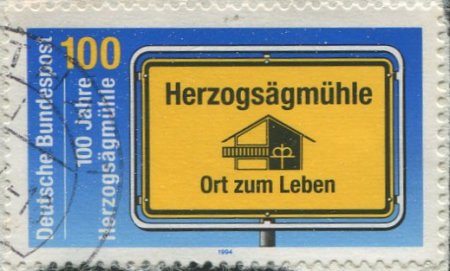 Deutsche Bundespost
100
100 Jahre
Herzogsägmühle
Herzogsägmühle
Ort zum Leben
1994